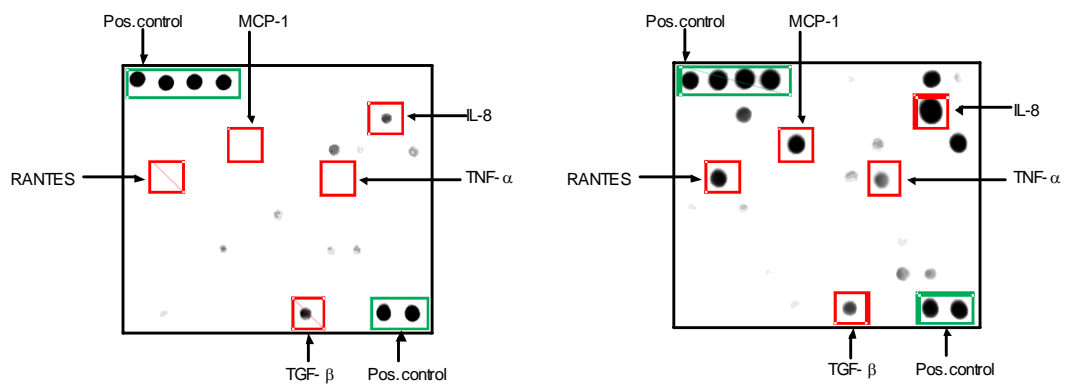 Pos.control
MCP-1
IL-8
RANTES
TNF- α
TGF- β
Pos.control
Pos.control
MCP-1
IL-8
RANTES
TNF- α
TGF- β
Pos.control